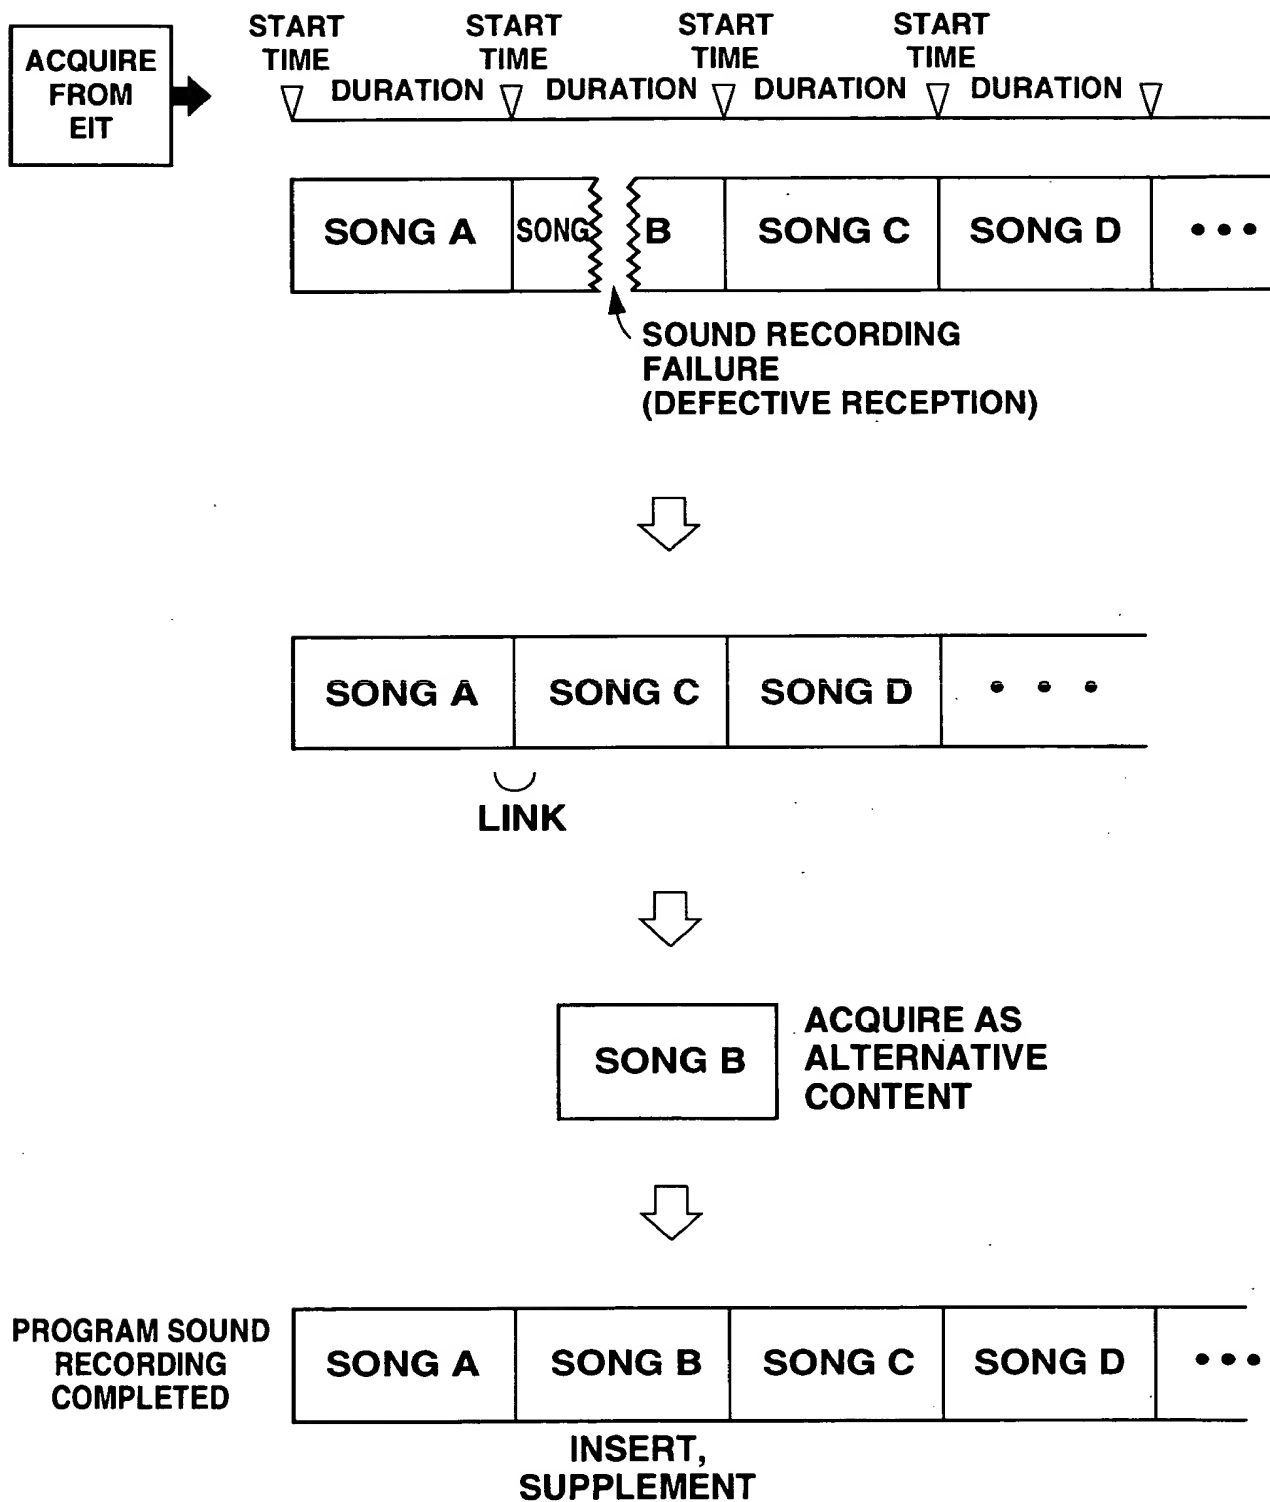 ACQUIRE
FROM
EIT
START
TIME
START
TIME
START
TIME
START
TIME
DURATION
DURATION
DURATION
DURATION
SONG A
SONG
B
SONG C
SONG D
•••
SOUND RECORDING
FAILURE
(DEFECTIVE RECEPTION)
SONG A
SONG C
SONG D
• • •
LINK
SONG B
ACQUIRE AS
ALTERNATIVE
CONTENT
PROGRAM SOUND
RECORDING
COMPLETED
SONG A
SONG B
SONG C
SONG D
•••
INSERT,
SUPPLEMENT